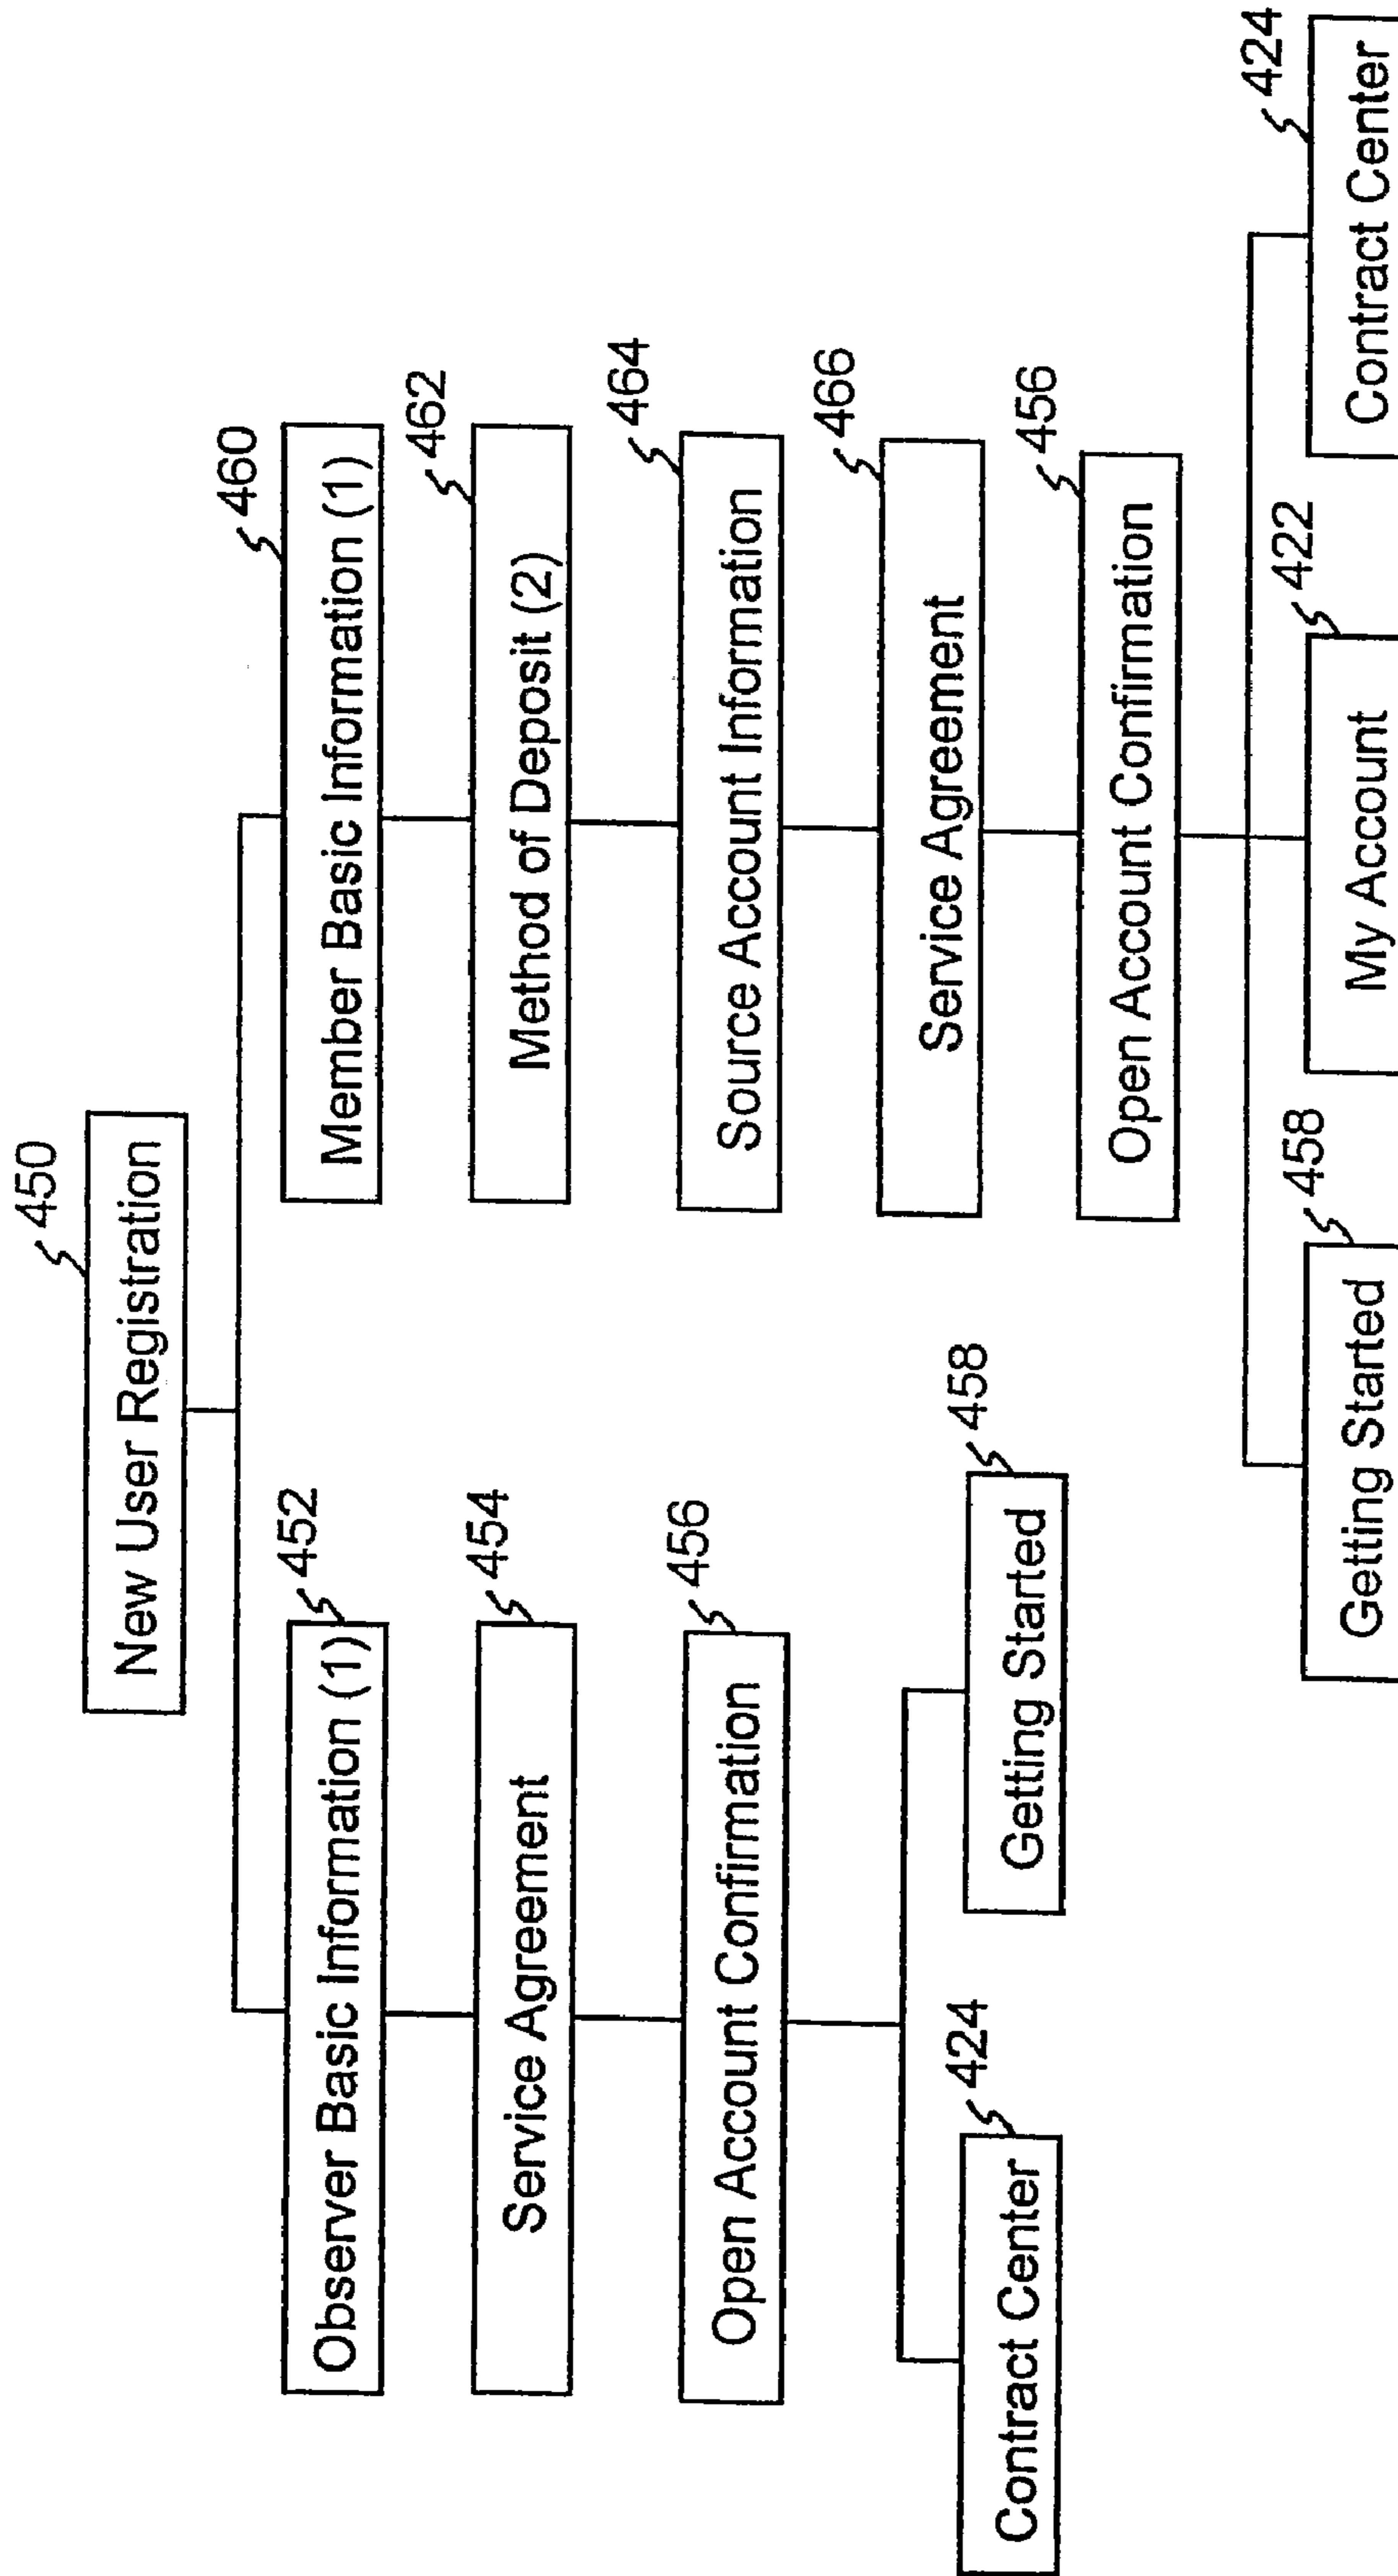 450
New User Registration
452
Observer Basic Information (1)
454
Service Agreement
456
Open Account Confirmation
424
Contract Center
458
Getting Started
460
Member Basic Information (1)
462
Method of Deposit (2)
464
Source Account Information
466
Service Agreement
456
Open Account Confirmation
458
Getting Started
422
My Account
424
Contract Center